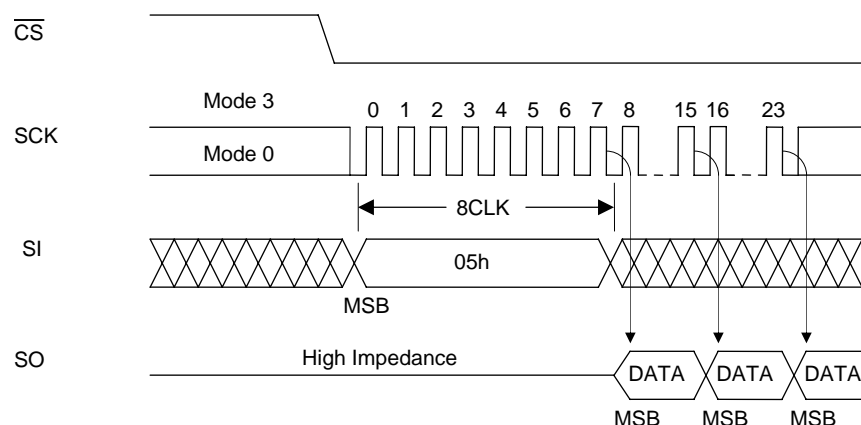 CS
Mode 3
0 1 2 3 4 5 6 7 8 15 16 23
SCK
Mode 0
8CLK
SI
05h
MSB
SO
High Impedance
DATA DATA DATA
MSB MSB MSB